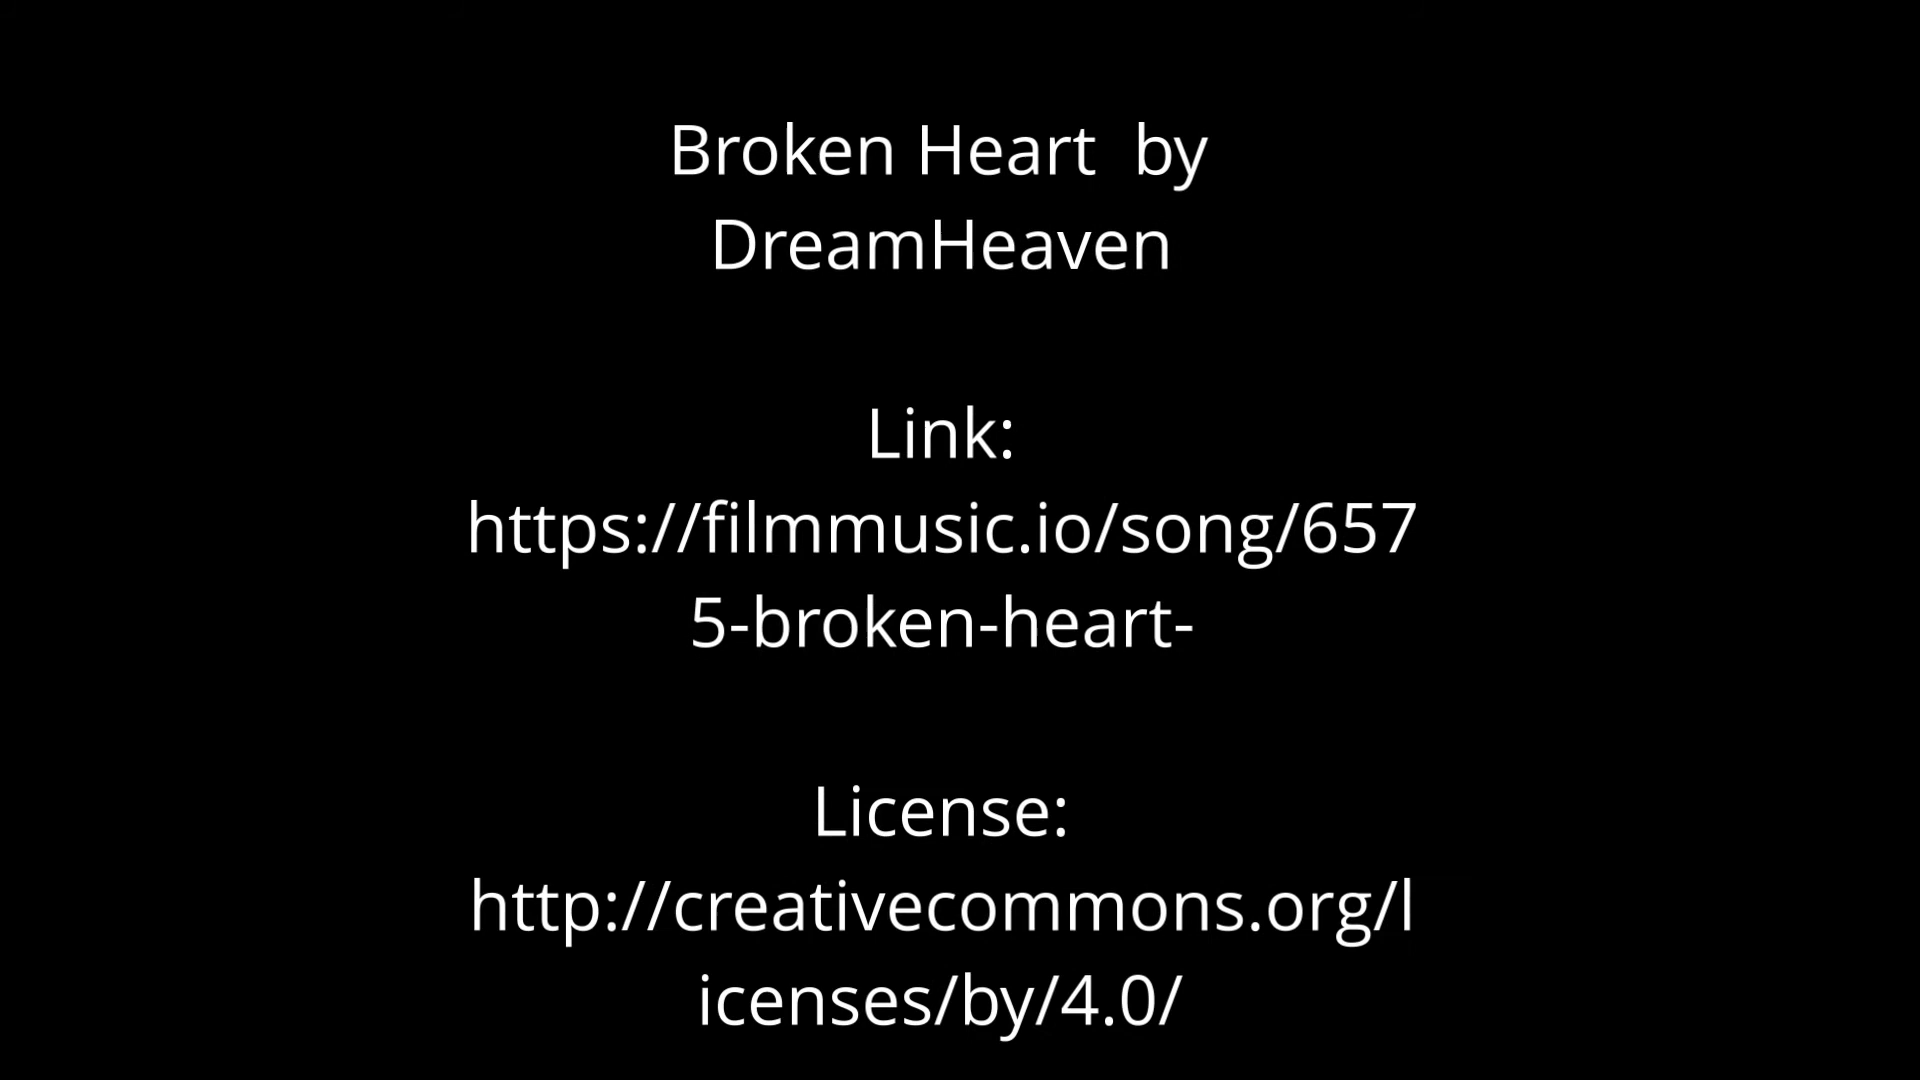 Broken Heart  by
DreamHeaven
Link:
https://filmmusic.io/song/657
5-broken-heart-
License:
http://creativecommons.org/l
icenses/by/4.0/